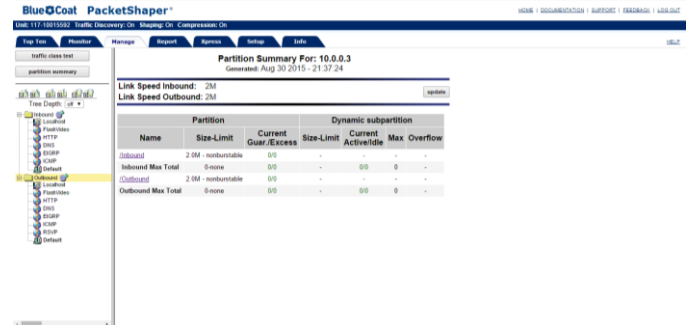 Blue Coat PacketShaper
HOME | DOCUMENTATION | SUPPORT | FEEDBACK | LOG OUT
Unit: 117-10015592 Traffic Discovery: On Shaping: On Compression: On
Top Ten Monitor Manage Report Xpress Setup Info
HELP
traffic class test
partition summary
Tree Depth: all
Inbound
Localhost
FlashVideo
HTTP
DNS
EIGRP
ICMP
Default
Outbound
Localhost
FlashVideo
HTTP
DNS
EIGRP
ICMP
RSVP
Default
Partition Summary For: 10.0.0.3
Generated: Aug 30 2015 - 21:37:24
Link Speed Inbound: 2M
Link Speed Outbound: 2M
update
Partition Dynamic subpartition
Name Size-Limit Current Guar./Excess Size-Limit Current Active/Idle Max Overflow
/Inbound 2.0M - nonburstable 0/0 - - - -
Inbound Max Total 0-none 0/0 - 0/0 0 -
/Outbound 2.0M - nonburstable 0/0 - - - -
Outbound Max Total 0-none 0/0 - 0/0 0 -